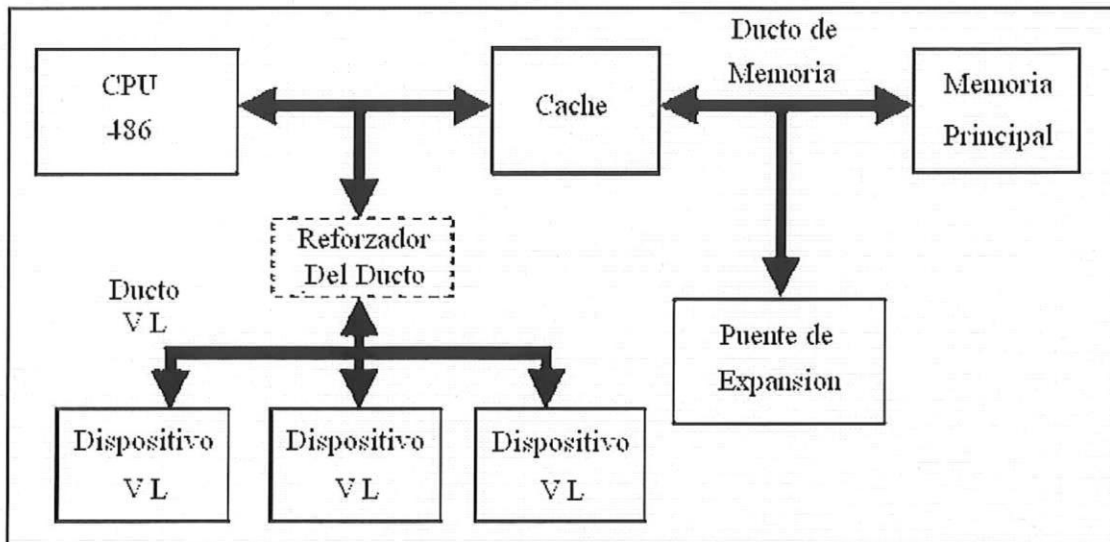 CPU
486
Cache
Ducto de
Memoria
Memoria
Principal
Reforzador
Del Ducto
Ducto
V L
Puente de
Expansion
Dispositivo
V L
Dispositivo
V L
Dispositivo
V L